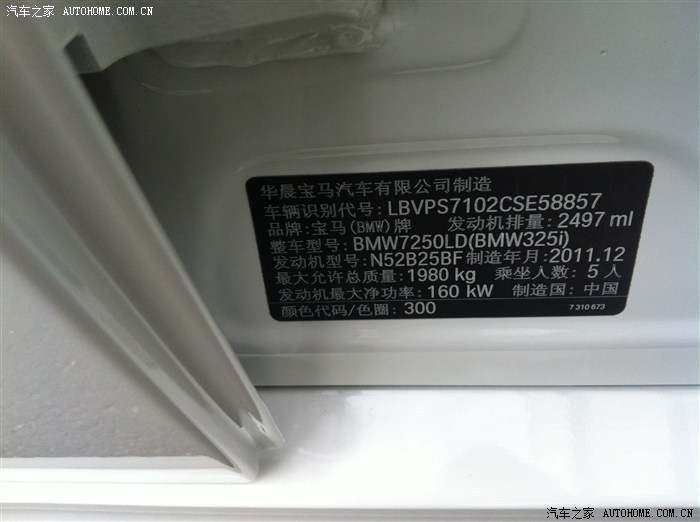 汽车之家 AUTOHOME.COM.CN
华晨宝马汽车有限公司制造
车辆识别代号: LBVPS7102CSE58857
品牌: 宝马(BMW)牌 发动机排量: 2497 ml
整车型号: BMW7250LD(BMW325i)
发动机型号: N52B25BF 制造年月: 2011.12
最大允许总质量: 1980 kg 乘坐人数: 5 人
发动机最大净功率: 160 kW 制造国: 中国
颜色代码/色圈: 300 7 310 673
汽车之家 AUTOHOME.COM.CN